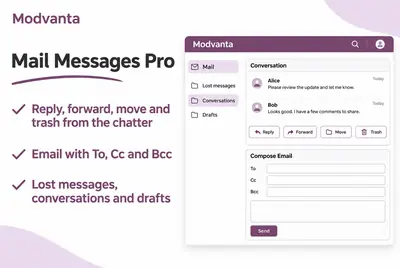 Modvanta
Mail Messages Pro
Reply, forward, move and
trash from the chatter
Email with To, Cc and Bcc
Lost messages,
conversations and drafts
Modvanta
Mail
Lost messages
Conversations
Drafts
Conversation
Alice
Today
Please review the update and let me know.
Bob
Today
Looks good. I have a few comments to share.
Reply
Forward
Move
Trash
Compose Email
To
Cc
Bcc
Send